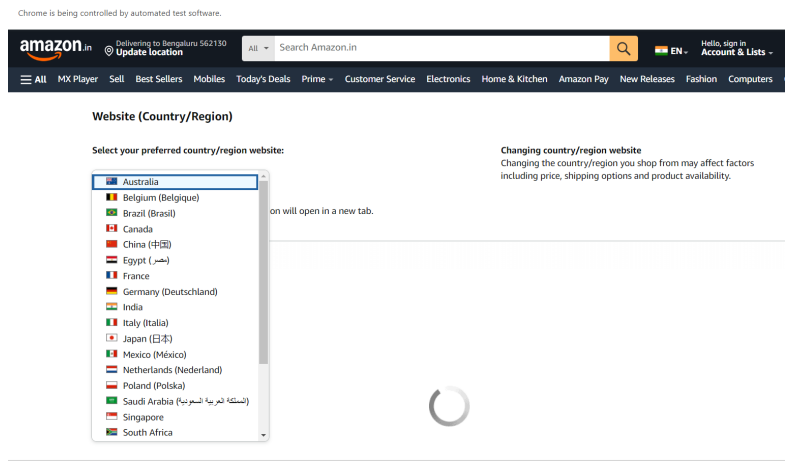 Chrome is being controlled by automated test software.
amazon.in
Delivering to Bengaluru 562130
Update location
All
Search Amazon.in
EN
Hello, sign in
Account & Lists
All
MX Player
Sell
Best Sellers
Mobiles
Today's Deals
Prime
Customer Service
Electronics
Home & Kitchen
Amazon Pay
New Releases
Fashion
Computers
Website (Country/Region)
Select your preferred country/region website:
Changing country/region website
Changing the country/region you shop from may affect factors
including price, shipping options and product availability.
Australia
Belgium (Belgique)
Brazil (Brasil)
on will open in a new tab.
Canada
China (中国)
Egypt (مصر)
France
Germany (Deutschland)
India
Italy (Italia)
Japan (日本)
Mexico (México)
Netherlands (Nederland)
Poland (Polska)
Saudi Arabia (المملكة العربية السعودية)
Singapore
South Africa